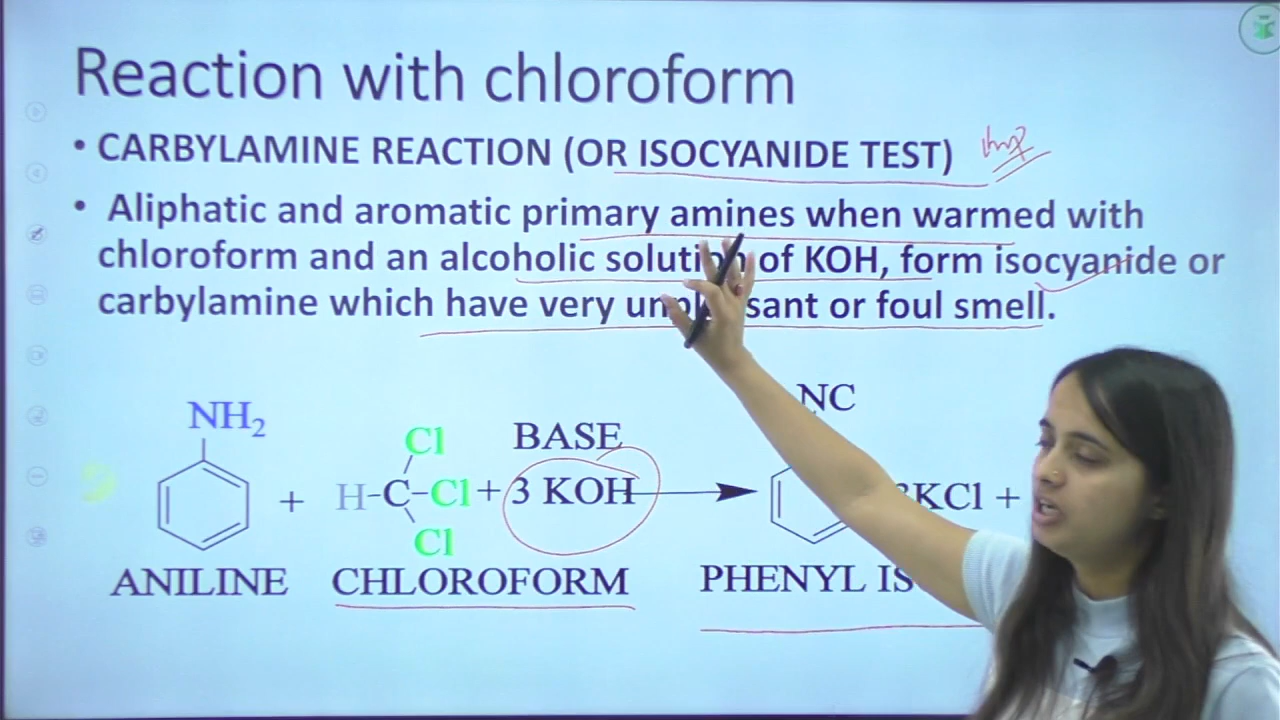 Reaction with chloroform
• CARBYLAMINE REACTION (OR ISOCYANIDE TEST) Imp
• Aliphatic and aromatic primary amines when warmed with
chloroform and an alcoholic solution of KOH, form isocyanide or
carbylamine which have very unpleasant or foul smell.
NH2
Cl
BASE
NC
H-C-Cl + 3 KOH
+
KCl +
Cl
ANILINE
CHLOROFORM
PHENYL IS